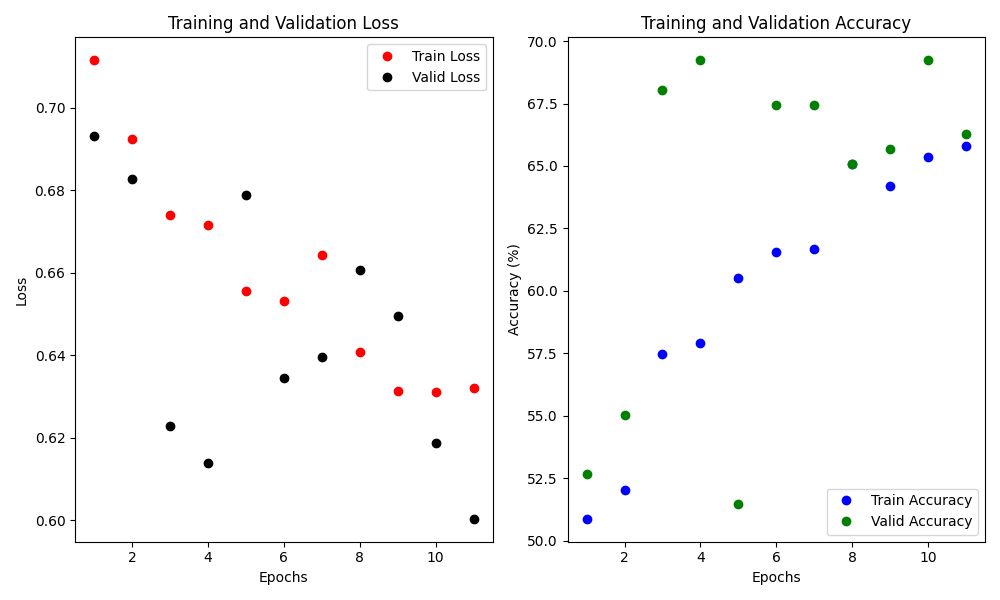 Training and Validation Loss
Train Loss
Valid Loss
0.70
0.68
0.66
0.64
0.62
0.60
Loss
2 4 6 8 10
Epochs
Training and Validation Accuracy
70.0
67.5
65.0
62.5
60.0
57.5
55.0
52.5
50.0
Accuracy (%)
Train Accuracy
Valid Accuracy
2 4 6 8 10
Epochs